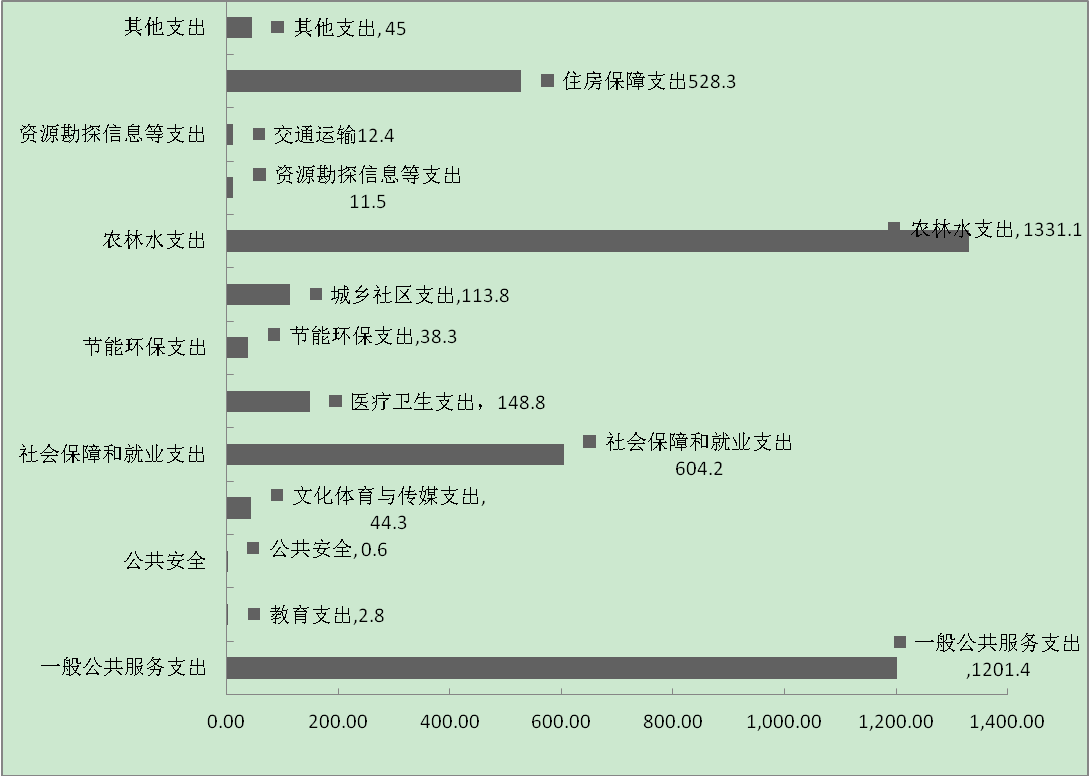 其他支出
其他支出, 45
住房保障支出528.3
资源勘探信息等支出
交通运输12.4
资源勘探信息等支出
11.5
农林水支出
农林水支出, 1331.1
城乡社区支出,113.8
节能环保支出
节能环保支出,38.3
医疗卫生支出，148.8
社会保障和就业支出
社会保障和就业支出
604.2
文化体育与传媒支出,
44.3
公共安全
公共安全, 0.6
教育支出,2.8
一般公共服务支出
一般公共服务支出
,1201.4
0.00 200.00 400.00 600.00 800.00 1,000.00 1,200.00 1,400.00